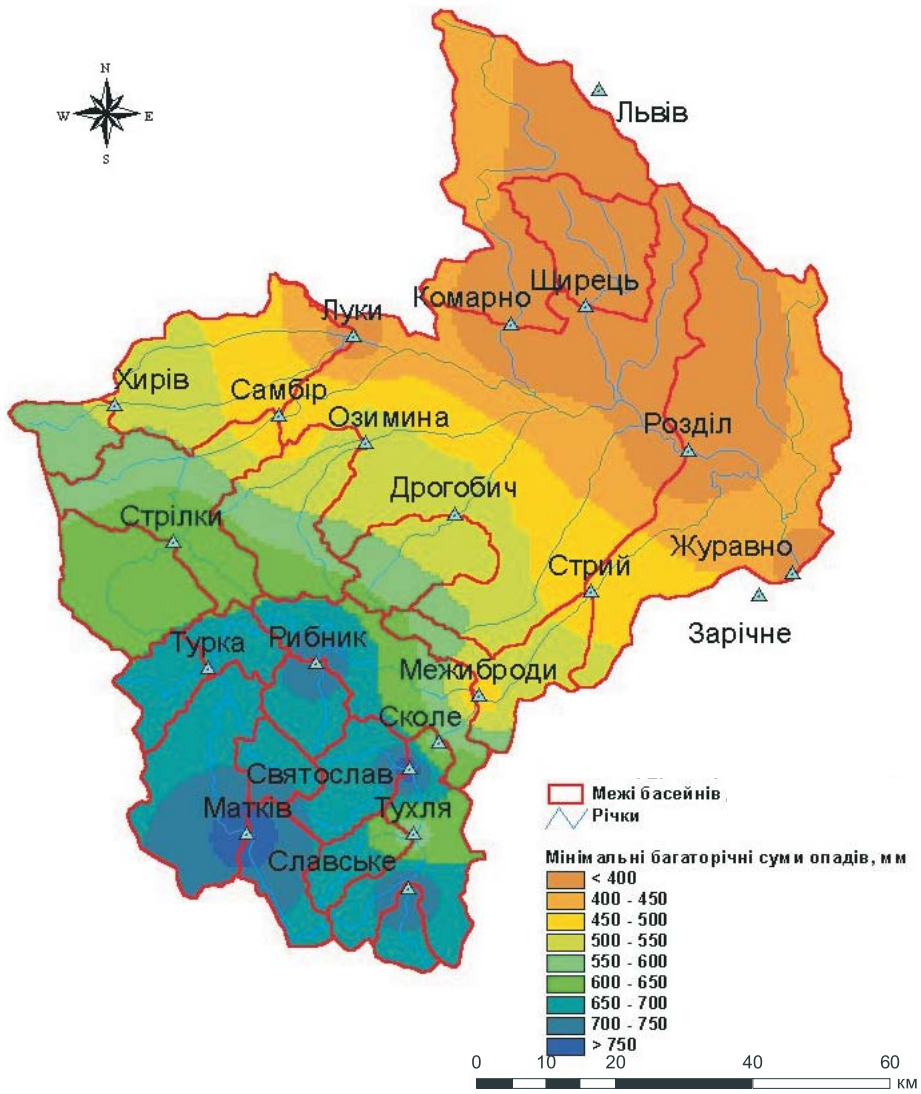 N
W E
S
Львів
Щирець
Комарно
Луки
Хирів
Самбір
Озимина
Розділ
Дрогобич
Стрілки
Журавно
Стрий
Зарічне
Турка
Рибник
Межиброди
Сколе
Святослав
Матків
Тухля
Славське
Межі басейнів
Річки
Мінімальні багаторічні суми опадів, мм
< 400
400 - 450
450 - 500
500 - 550
550 - 600
600 - 650
650 - 700
700 - 750
> 750
0 10 20 40 60
км